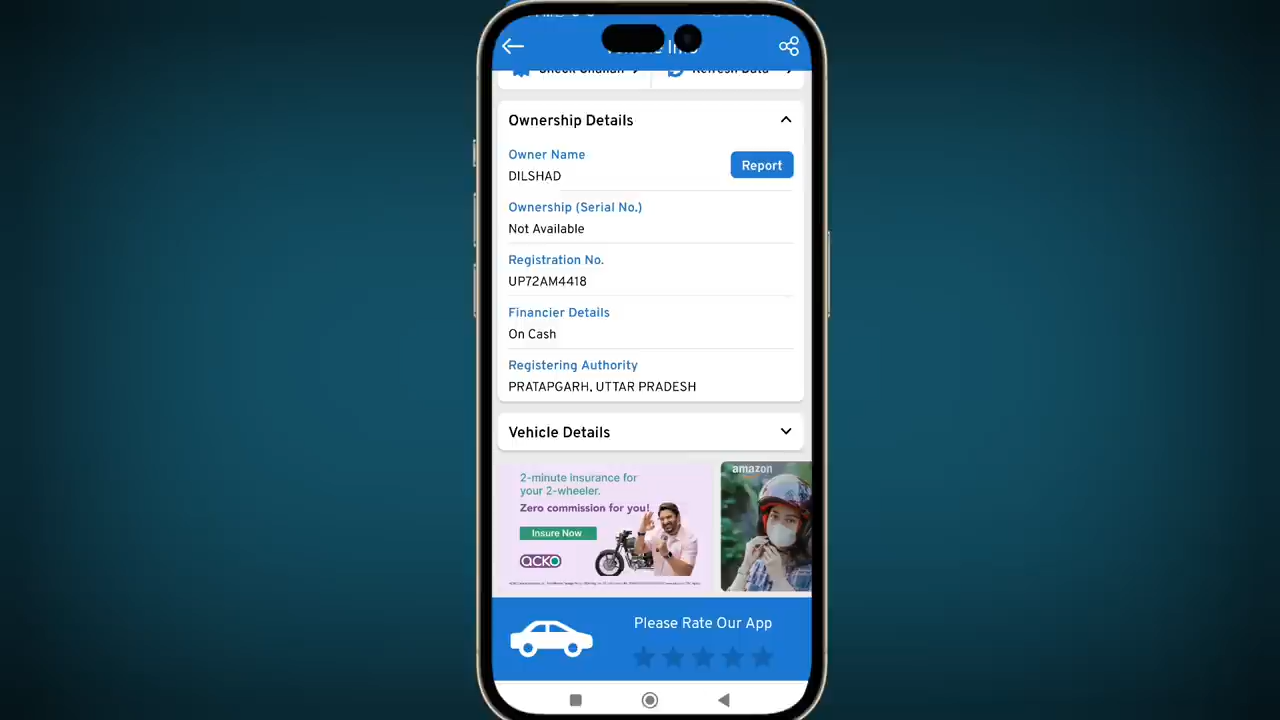 Vehicle Info
Check Challan
Refresh Data
Ownership Details
Owner Name
DILSHAD
Report
Ownership (Serial No.)
Not Available
Registration No.
UP72AM4418
Financier Details
On Cash
Registering Authority
PRATAPGARH, UTTAR PRADESH
Vehicle Details
2-minute insurance for
your 2-wheeler.
Zero commission for you!
Insure Now
acko
amazon
Please Rate Our App